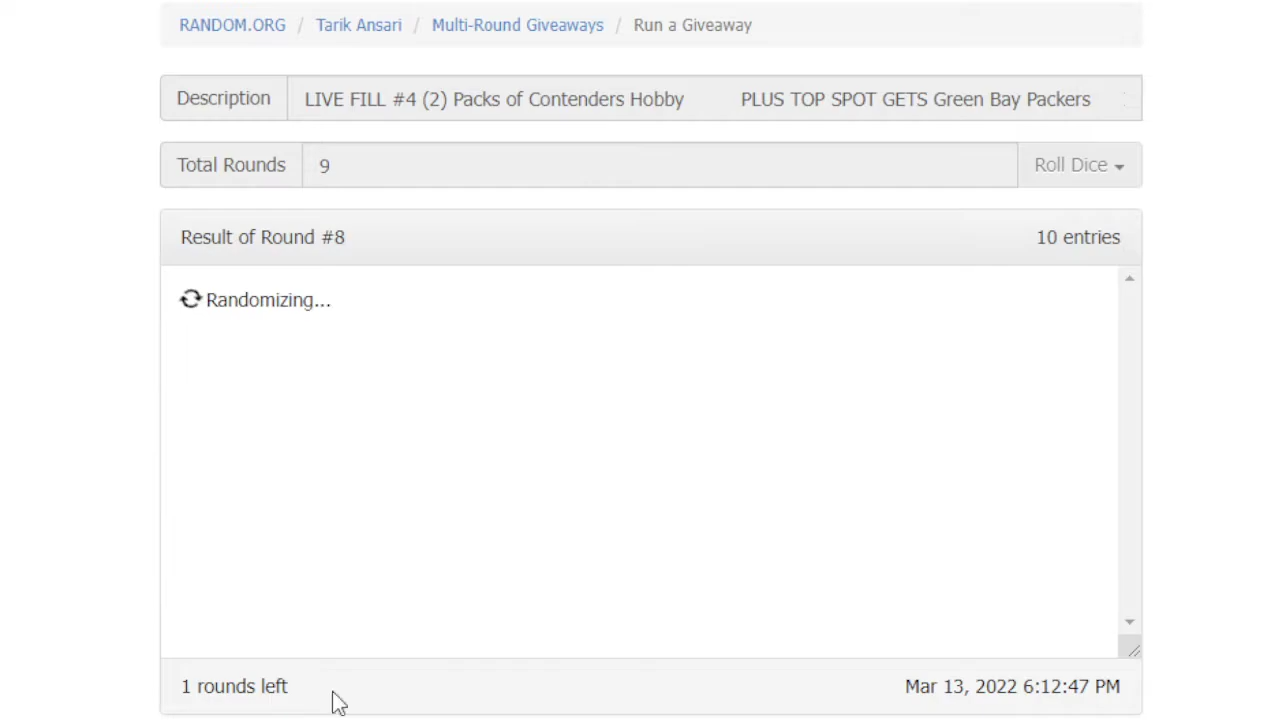 RANDOM.ORG / Tarik Ansari / Multi-Round Giveaways / Run a Giveaway
Description LIVE FILL #4 (2) Packs of Contenders Hobby PLUS TOP SPOT GETS Green Bay Packers
Total Rounds 9 Roll Dice
Result of Round #8 10 entries
Randomizing...
1 rounds left Mar 13, 2022 6:12:47 PM